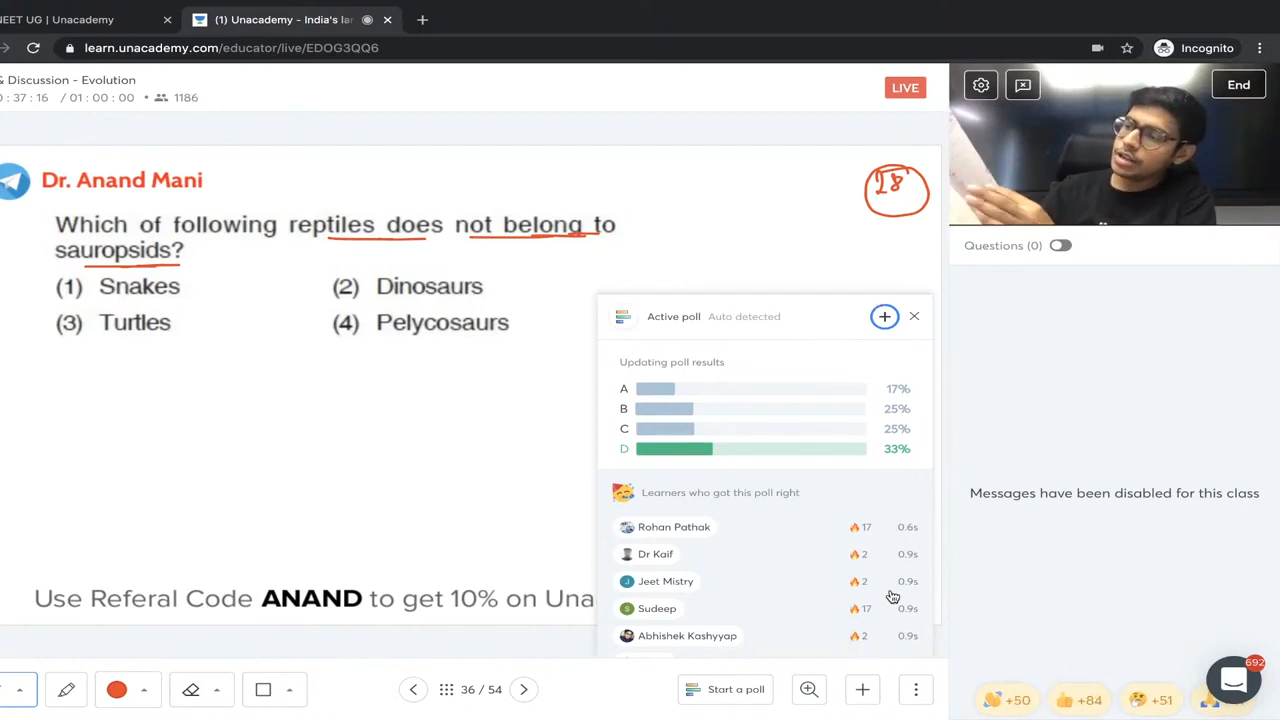 NEET UG | Unacademy
(1) Unacademy - India's la
learn.unacademy.com/educator/live/EDOG3QQ6
Incognito
& Discussion - Evolution
0 : 37 : 16 / 01 : 00 : 00 • 1186
LIVE
End
Dr. Anand Mani
28
Which of following reptiles does not belong to
sauropsids?
(1) Snakes
(2) Dinosaurs
(3) Turtles
(4) Pelycosaurs
Questions (0)
Active poll Auto detected
Updating poll results
A 17%
B 25%
C 25%
D 33%
Learners who got this poll right
Rohan Pathak 17 0.6s
Dr Kaif 2 0.9s
J Jeet Mistry 2 0.9s
S Sudeep 17 0.9s
Abhishek Kashyyap 2 0.9s
Messages have been disabled for this class
Use Referal Code ANAND to get 10% on Una
36 / 54
Start a poll
692
+50 +84 +51